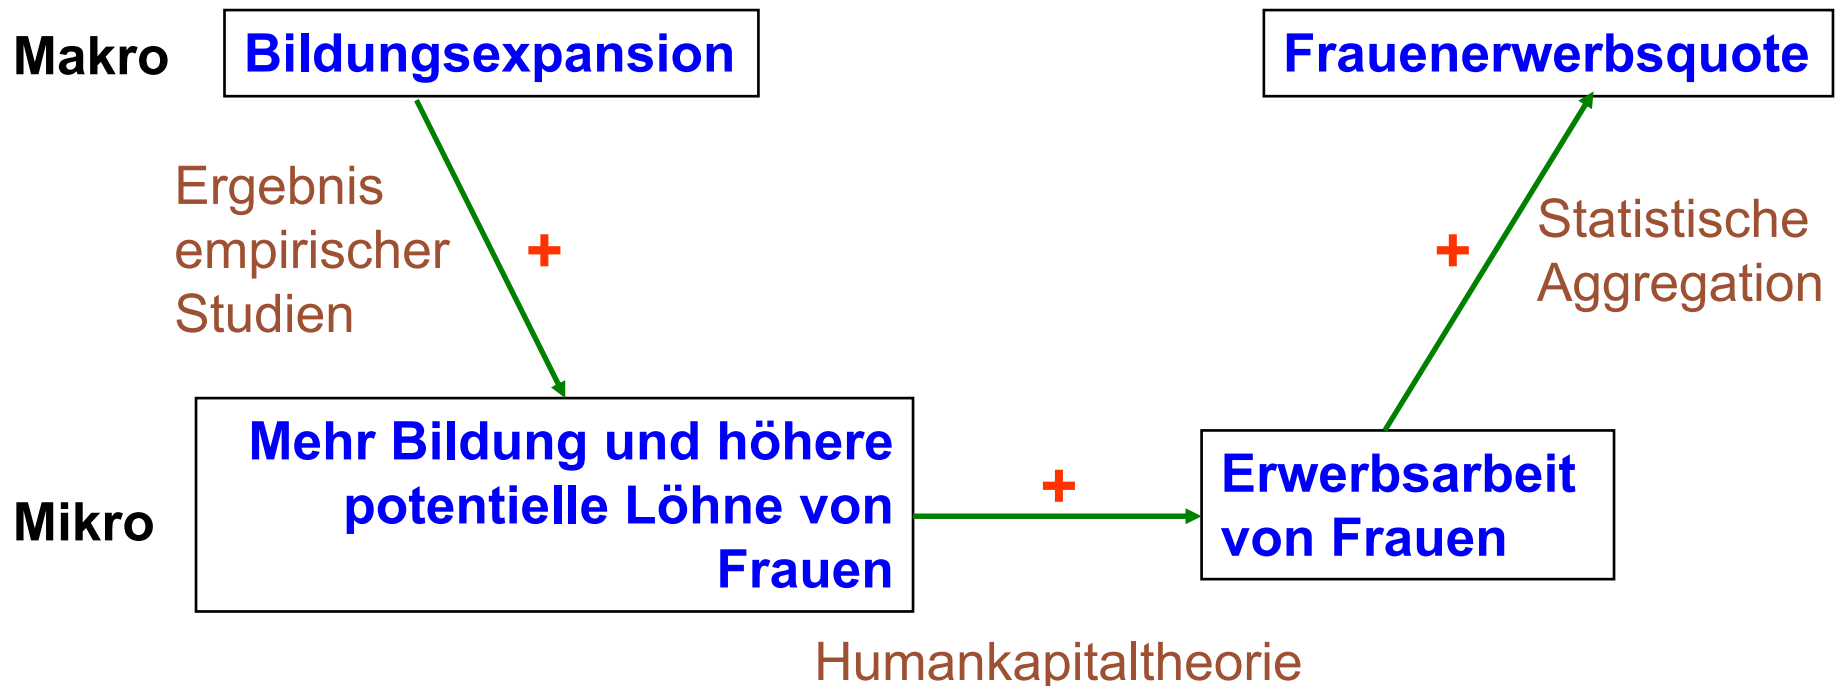 Makro
Bildungsexpansion
Frauenerwerbsquote
Ergebnis
empirischer
Studien
+
+
Statistische
Aggregation
Mikro
Mehr Bildung und höhere
potentielle Löhne von
Frauen
+
Erwerbsarbeit
von Frauen
Humankapitaltheorie